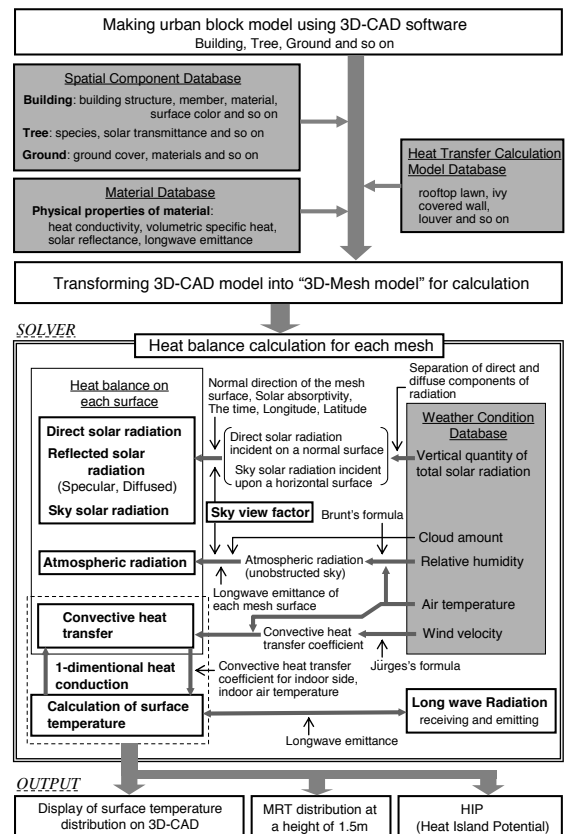 Making urban block model using 3D-CAD software
Building, Tree, Ground and so on
Spatial Component Database
Building: building structure, member, material,
surface color and so on
Tree: species, solar transmittance and so on
Ground: ground cover, materials and so on
Heat Transfer Calculation
Model Database
rooftop lawn, ivy
covered wall,
louver and so on
Material Database
Physical properties of material:
heat conductivity, volumetric specific heat,
solar reflectance, longwave emittance
Transforming 3D-CAD model into “3D-Mesh model” for calculation
SOLVER
Heat balance calculation for each mesh
Heat balance on
each surface
Normal direction of the mesh
surface, Solar absorptivity,
The time, Longitude, Latitude
Separation of direct and
diffuse components of
radiation
Weather Condition
Database
Direct solar radiation
Reflected solar
radiation
(Specular, Diffused)
Sky solar radiation
Direct solar radiation
incident on a normal surface
Sky solar radiation incident
upon a horizontal surface
Vertical quantity of
total solar radiation
Sky view factor
Brunt's formula
Cloud amount
Atmospheric radiation
Atmospheric radiation
(unobstructed sky)
Relative humidity
Longwave emittance of
each mesh surface
Air temperature
Convective heat
transfer
Convective heat
transfer coefficient
Wind velocity
Jürges's formula
1-dimentional heat
conduction
Convective heat transfer
coefficient for indoor side,
indoor air temperature
Calculation of surface
temperature
Long wave Radiation
receiving and emitting
Longwave emittance
OUTPUT
Display of surface temperature
distribution on 3D-CAD
MRT distribution at
a height of 1.5m
HIP
(Heat Island Potential)